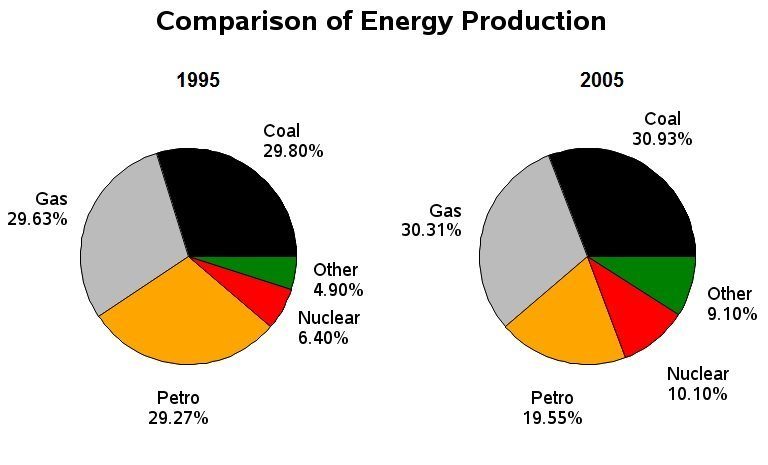 Comparison of Energy Production
1995
Coal
29.80%
Gas
29.63%
Other
4.90%
Nuclear
6.40%
Petro
29.27%
2005
Coal
30.93%
Gas
30.31%
Other
9.10%
Nuclear
10.10%
Petro
19.55%